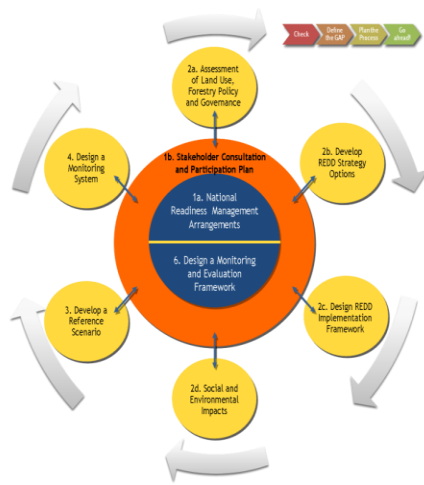 Check
Define
the GAP
Plan the
Process
Go
ahead!
2a. Assessment
of Land Use,
Forestry Policy
and Governance
4. Design a
Monitoring
System
1b. Stakeholder Consultation
and Participation Plan
2b. Develop
REDD Strategy
Options
1a. National
Readiness Management
Arrangements
6. Design a Monitoring
and Evaluation
Framework
3. Develop a
Reference
Scenario
2c. Design REDD
Implementation
Framework
2d. Social and
Environmental
Impacts